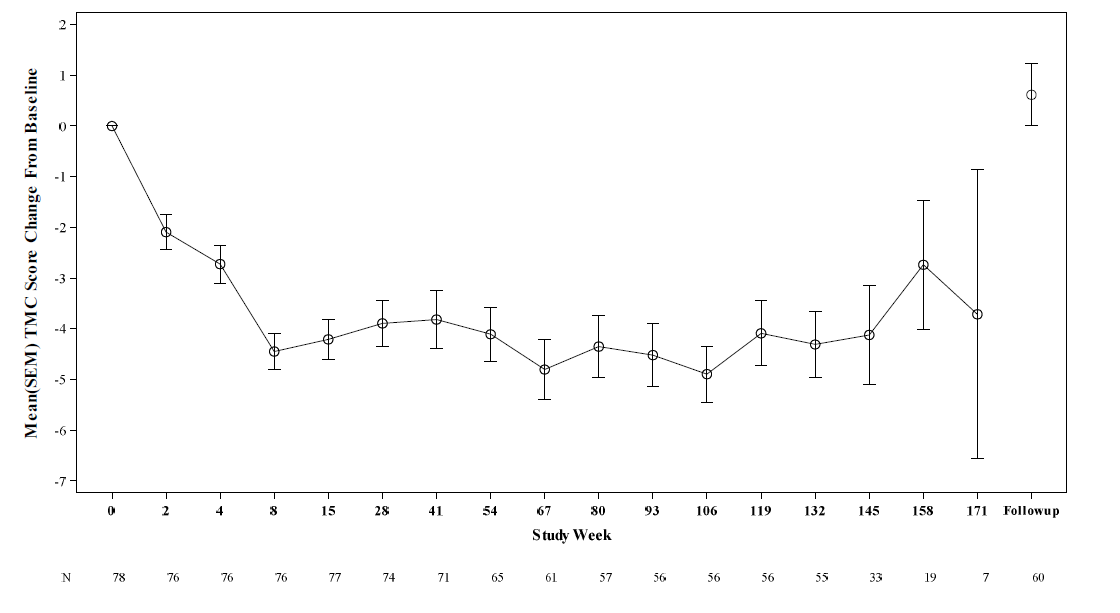 Mean(SEM) TMC Score Change From Baseline
2
1
0
-1
-2
-3
-4
-5
-6
-7
0 2 4 8 15 28 41 54 67 80 93 106 119 132 145 158 171 Followup
Study Week
N 78 76 76 76 77 74 71 65 61 57 56 56 56 55 33 19 7 60